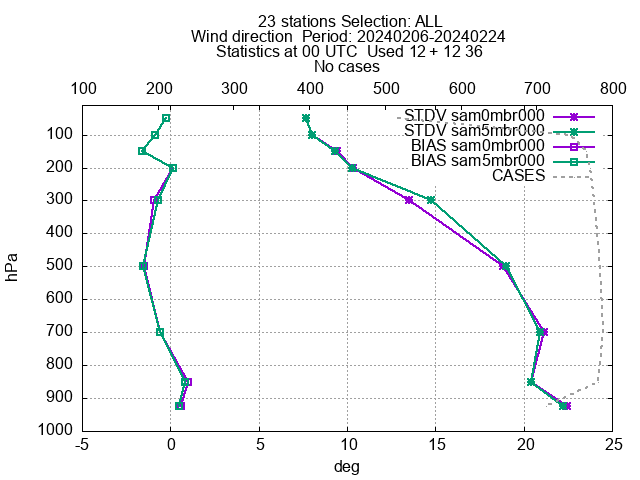 23 stations Selection: ALL
Wind direction  Period: 20240206-20240224
Statistics at 00 UTC  Used 12 + 12 36
No cases
100 200 300 400 500 600 700 800
STDV sam0mbr000
STDV sam5mbr000
BIAS sam0mbr000
BIAS sam5mbr000
CASES
100
200
300
400
500
600
700
800
900
1000
hPa
-5 0 5 10 15 20 25
deg